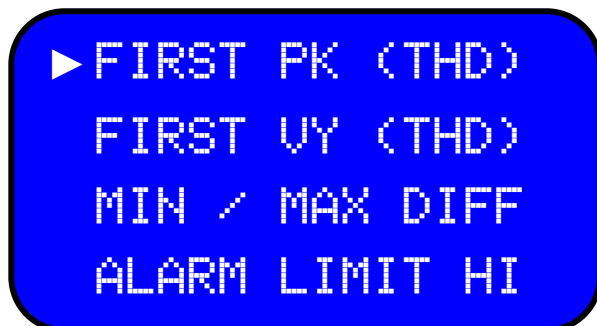 ►FIRST PK (THD)
FIRST VY (THD)
MIN / MAX DIFF
ALARM LIMIT HI